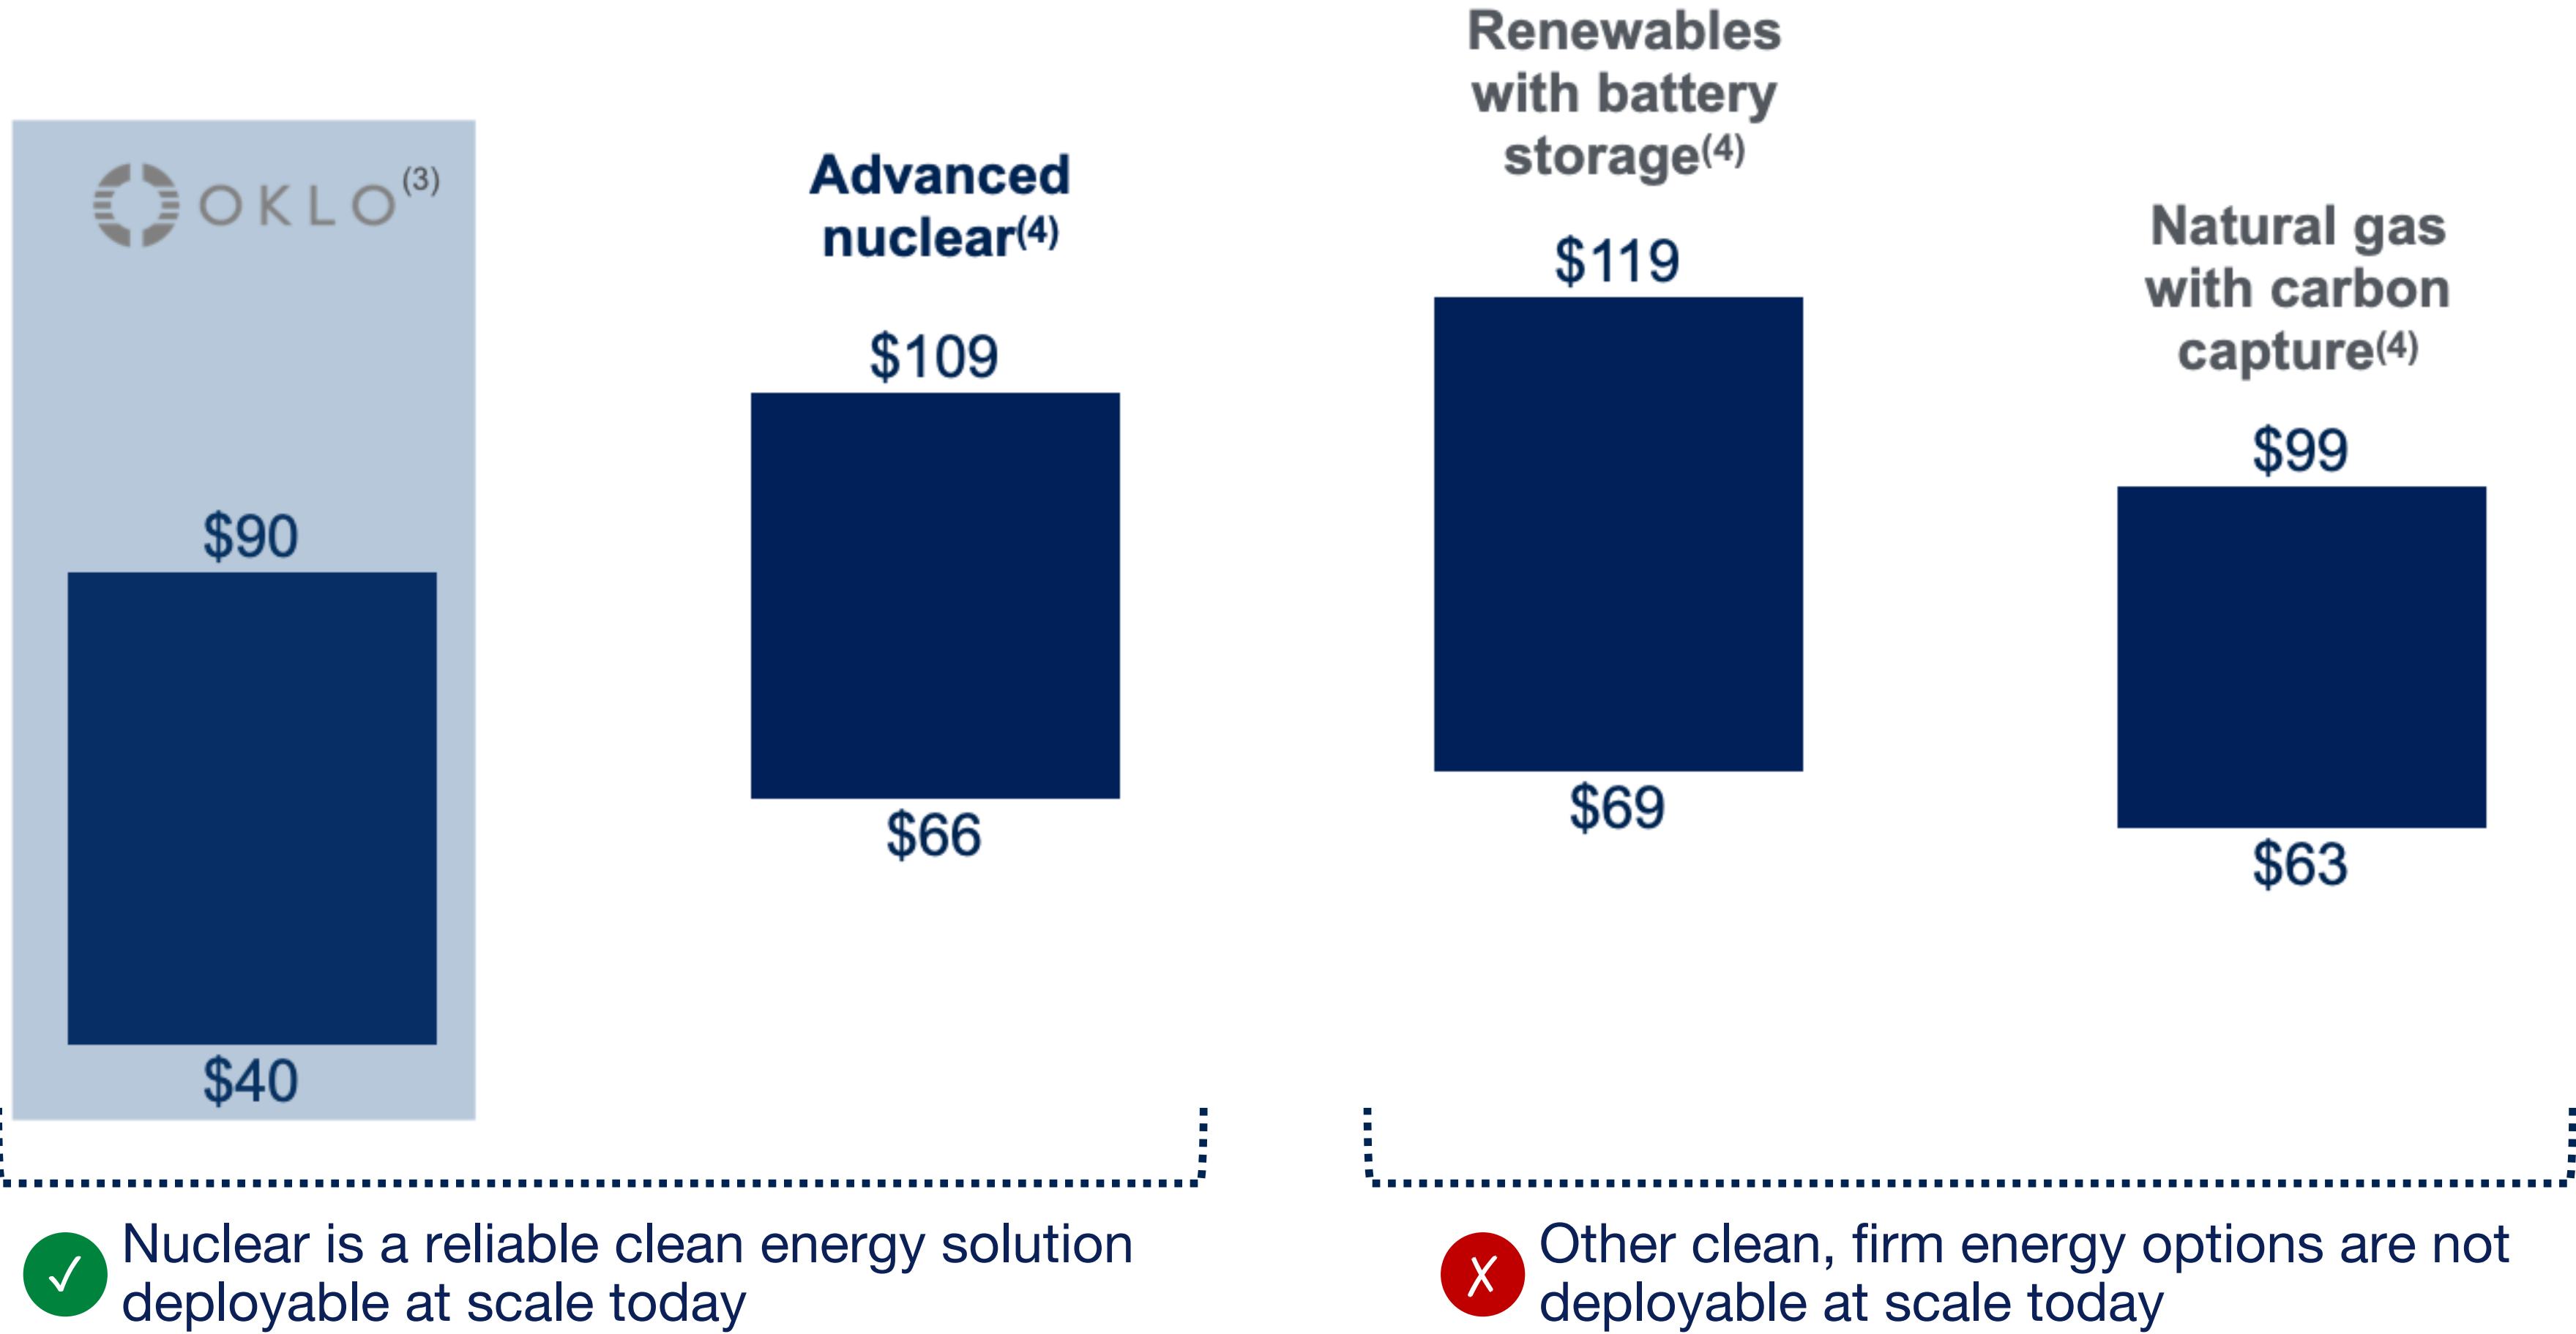 OKLO(3)
$90
$40
Advanced
nuclear(4)
$109
$66
Renewables
with battery
storage(4)
$119
$69
Natural gas
with carbon
capture(4)
$99
$63
✓ Nuclear is a reliable clean energy solution
deployable at scale today
✗ Other clean, firm energy options are not
deployable at scale today